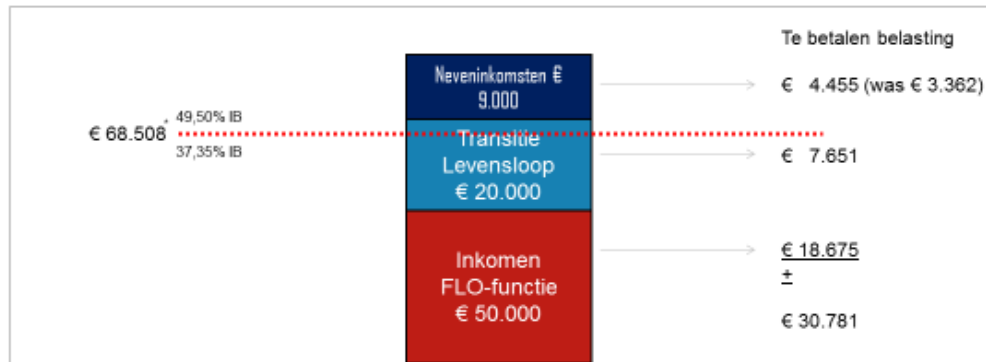 Te betalen belasting
Neveninkomsten €
9.000
€ 4.455 (was € 3.362)
49,50% IB
€ 68.508
37,35% IB
Transitie
Levensloop
€ 20.000
€ 7.651
Inkomen
FLO-functie
€ 50.000
€ 18.675
±
€ 30.781